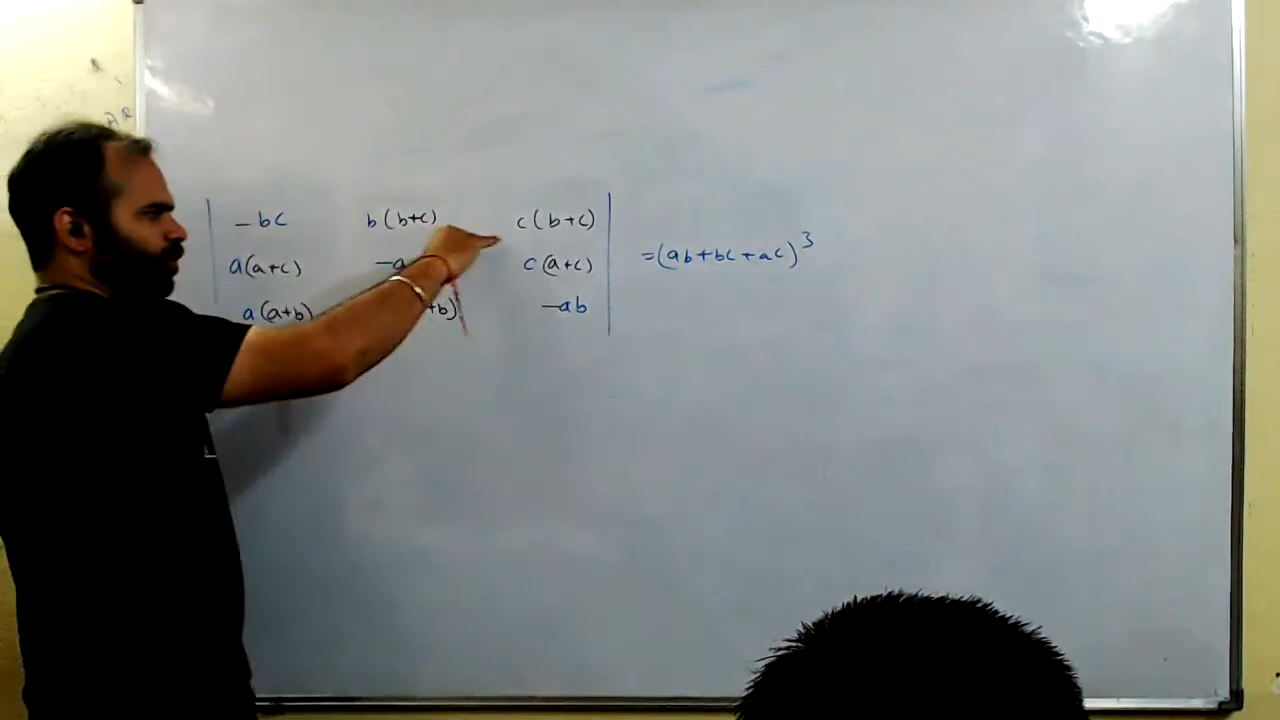 -bc b(b+c) c(b+c)
a(a+c) -a c(a+c) =(ab+bc+ac)³
a(a+b) +b) -ab